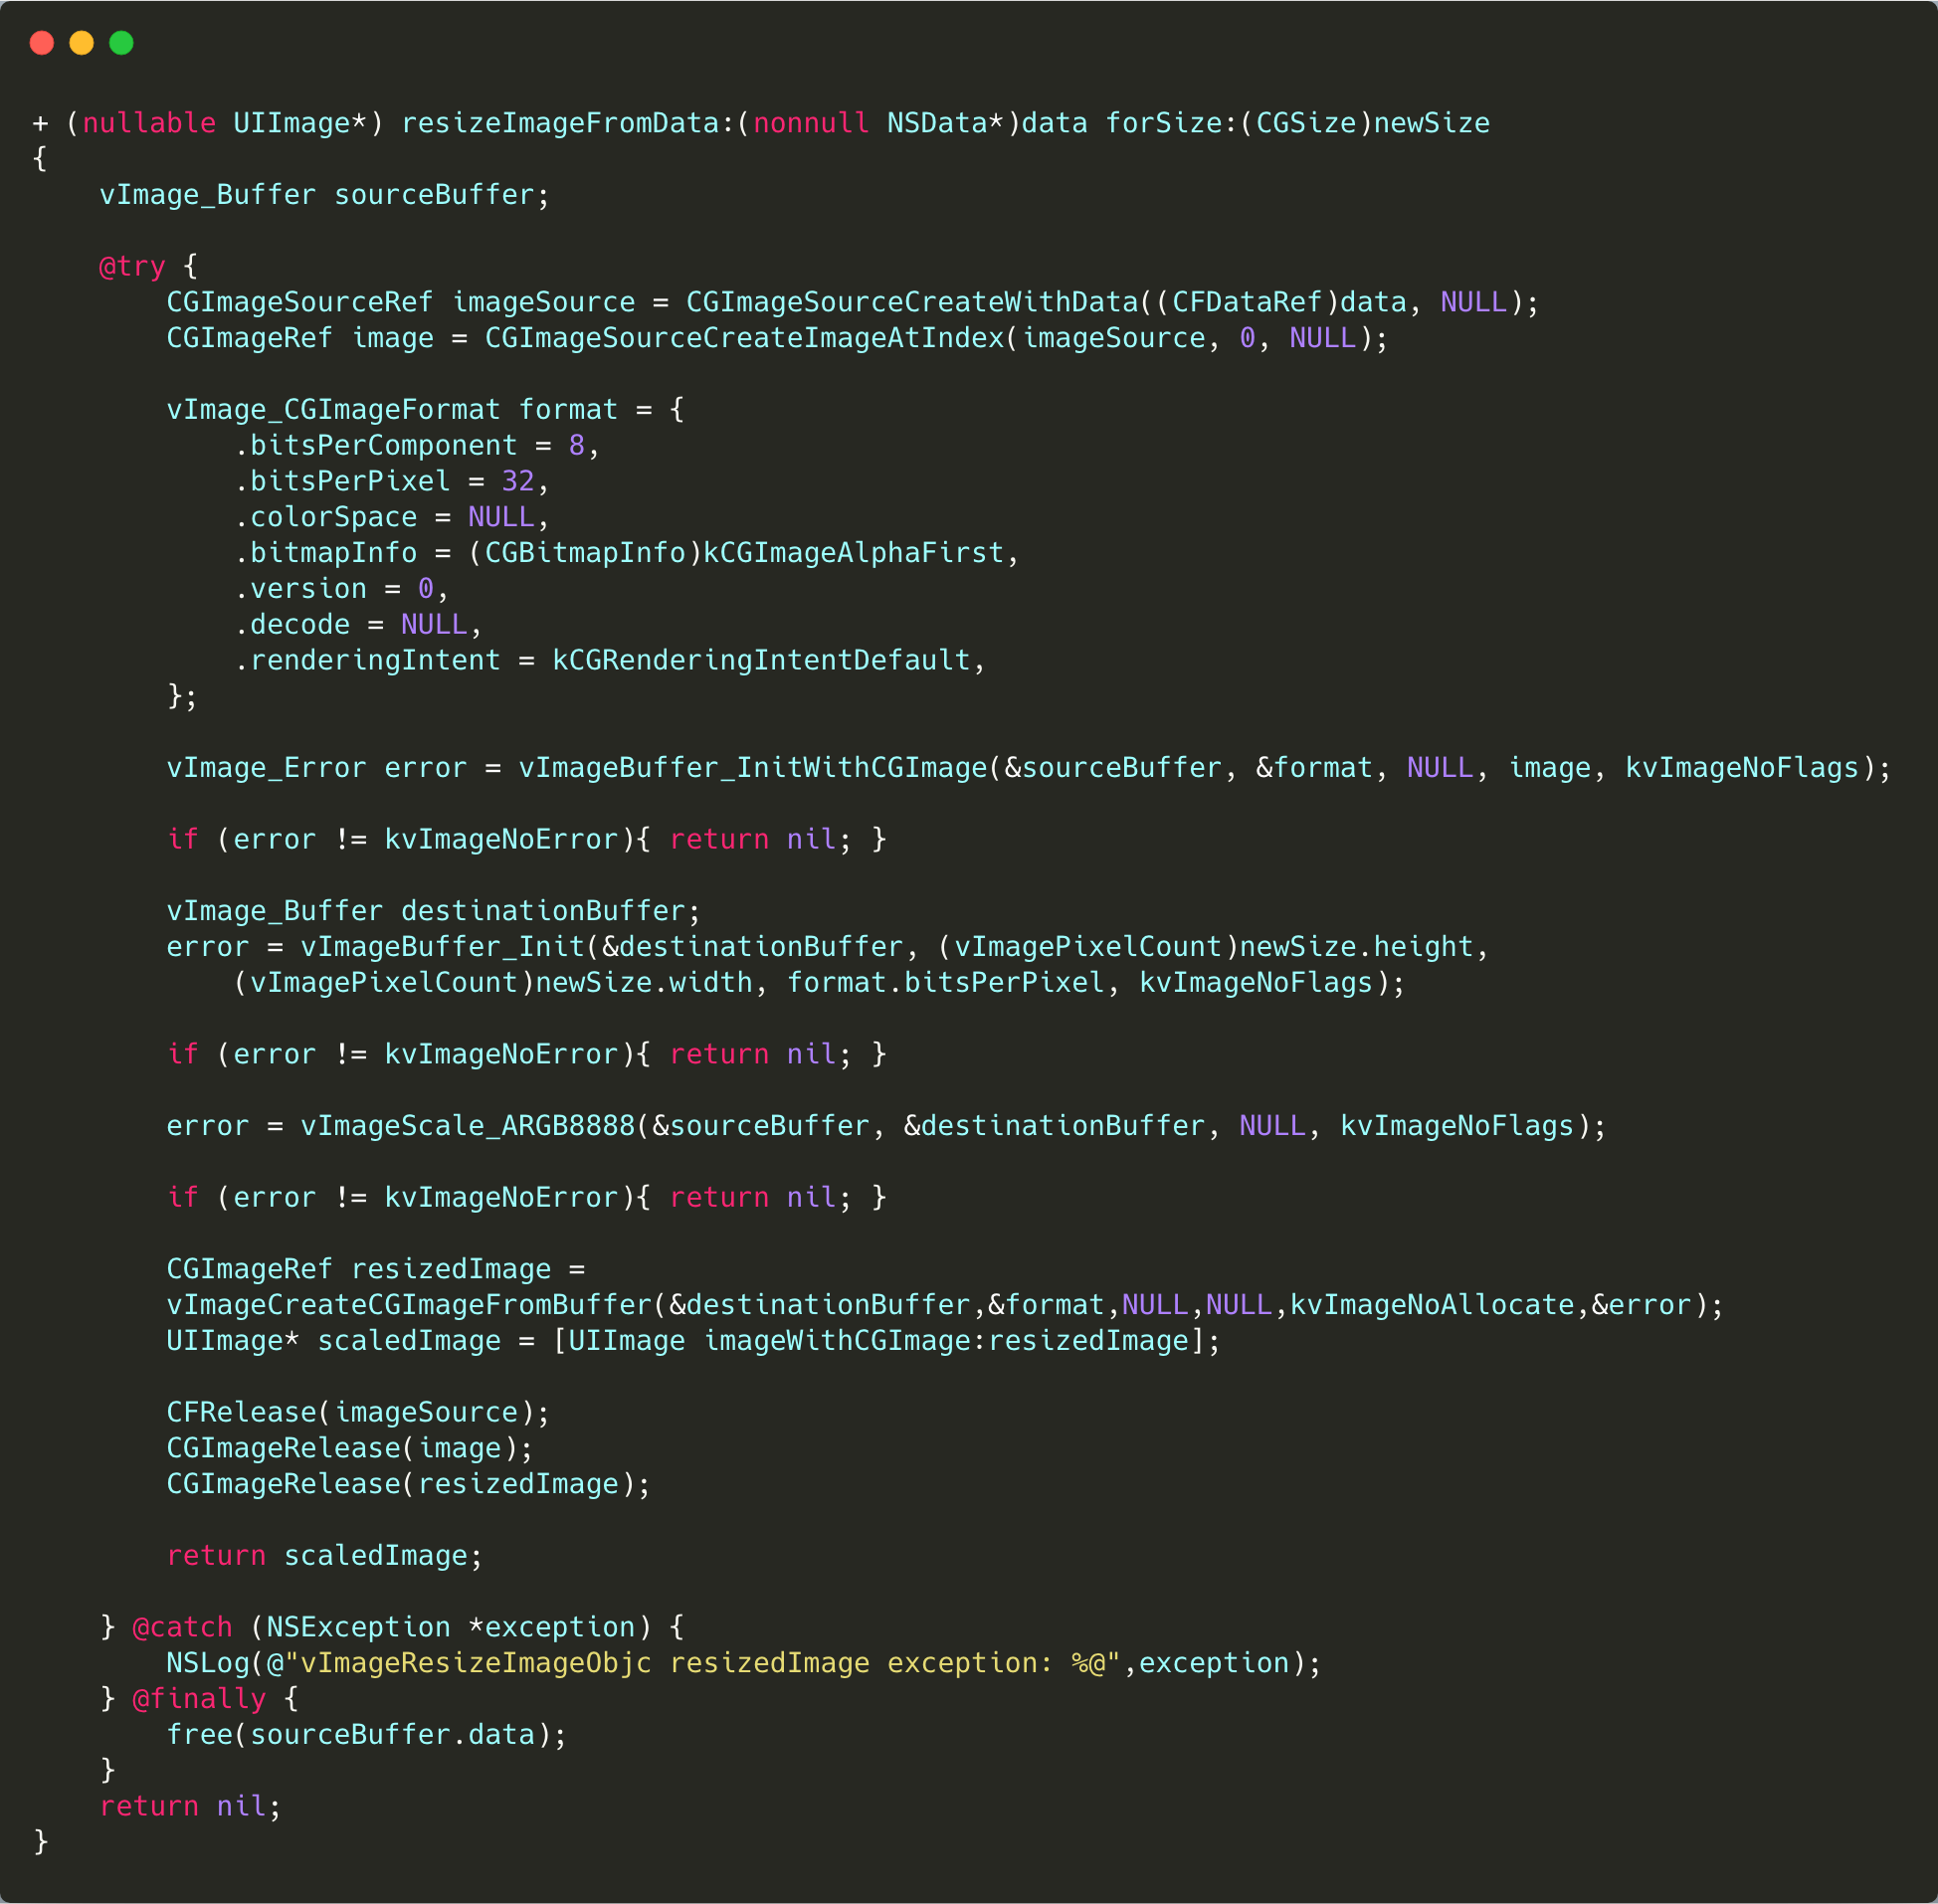 + (nullable UIImage*) resizeImageFromData:(nonnull NSData*)data forSize:(CGSize)newSize
{
    vImage_Buffer sourceBuffer;

    @try {
        CGImageSourceRef imageSource = CGImageSourceCreateWithData((CFDataRef)data, NULL);
        CGImageRef image = CGImageSourceCreateImageAtIndex(imageSource, 0, NULL);

        vImage_CGImageFormat format = {
            .bitsPerComponent = 8,
            .bitsPerPixel = 32,
            .colorSpace = NULL,
            .bitmapInfo = (CGBitmapInfo)kCGImageAlphaFirst,
            .version = 0,
            .decode = NULL,
            .renderingIntent = kCGRenderingIntentDefault,
        };

        vImage_Error error = vImageBuffer_InitWithCGImage(&sourceBuffer, &format, NULL, image, kvImageNoFlags);

        if (error != kvImageNoError){ return nil; }

        vImage_Buffer destinationBuffer;
        error = vImageBuffer_Init(&destinationBuffer, (vImagePixelCount)newSize.height,
            (vImagePixelCount)newSize.width, format.bitsPerPixel, kvImageNoFlags);

        if (error != kvImageNoError){ return nil; }

        error = vImageScale_ARGB8888(&sourceBuffer, &destinationBuffer, NULL, kvImageNoFlags);

        if (error != kvImageNoError){ return nil; }

        CGImageRef resizedImage =
        vImageCreateCGImageFromBuffer(&destinationBuffer,&format,NULL,NULL,kvImageNoAllocate,&error);
        UIImage* scaledImage = [UIImage imageWithCGImage:resizedImage];

        CFRelease(imageSource);
        CGImageRelease(image);
        CGImageRelease(resizedImage);

        return scaledImage;

    } @catch (NSException *exception) {
        NSLog(@"vImageResizeImageObjc resizedImage exception: %@",exception);
    } @finally {
        free(sourceBuffer.data);
    }
    return nil;
}